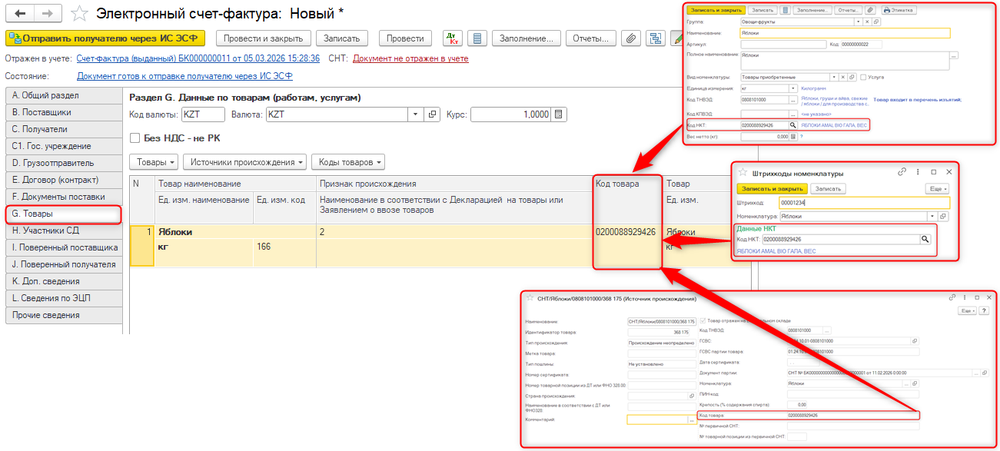 Электронный счет-фактура: Новый *
Отправить получателю через ИС ЭСФ
Провести и закрыть
Записать
Провести
Дт Кт
Заполнение...
Отчеты...
Отражен в учете: Счет-фактура (выданный) БК000000011 от 05.03.2026 15:28:36 СНТ: Документ не отражен в учете
Состояние: Документ готов к отправке получателю через ИС ЭСФ
A. Общий раздел
B. Поставщики
C. Получатели
C1. Гос. учреждение
D. Грузоотправитель
E. Договор (контракт)
F. Документы поставки
G. Товары
H. Участники СД
I. Поверенный поставщика
J. Поверенный получателя
K. Доп. сведения
L. Сведения по ЭЦП
Прочие сведения
Раздел G. Данные по товарам (работам, услугам)
Код валюты: KZT Валюта: KZT Курс: 1,0000
Без НДС - не РК
Товары
Источники происхождения
Коды товаров
N Товар наименование Признак происхождения Код товара Товар
Ед. изм. наименование Ед. изм. код Наименование в соответствии с Декларацией на товары или Заявлением о ввозе товаров Ед. изм.
1 Яблоки 2 0200088929426 Яблоки
кг 166 кг
Записать и закрыть
Записать
Заполнение...
Отчеты...
Этикетка
Группа: Овощи-фрукты
Наименование: Яблоки
Артикул: Код: 00000000022
Полное наименование: Яблоки
Вид номенклатуры: Товары приобретенные Услуга
Единица измерения: кг Килограмм
Код ТНВЭД: 0808101000 Яблоки, груши и айва, свежие / яблоки / для производства с.. Товар входит в перечень изъятий;
Код КПВЭД: <не указано>
Код НКТ: 0200088929426 ЯБЛОКИ AMAL BIO ГАЛА, ВЕС
Вес нетто (кг): 0,000 ?
Штрихкоды номенклатуры
Записать и закрыть
Записать
Еще
Штрихкод: 00001234
Номенклатура: Яблоки
Данные НКТ
Код НКТ: 0200088929426
ЯБЛОКИ AMAL BIO ГАЛА, ВЕС
СНТ/Яблоки/0808101000/368 175 (Источник происхождения)
Еще ?
Наименование: СНТ/Яблоки/0808101000/368 175
Товар отражен на
Идентификатор товара: 368 175
Код ТНВЭД: 0808101000
Тип происхождения: Происхождение неопределено
ГСВС:
Метка товара:
ГСВС партии товара:
Тип пошлины: Не установлено
Дата сертификата:
Номер сертификата:
Документ партии:
от 11.02.2026 0:00:00
Номер товарной позиции из ДТ или ФНО 328.00:
Номенклатура: Яблоки
Страна происхождения:
ПИН-код:
Наименование в соответствии с ДТ или ФНО328:
Крепость (% содержания спирта): 0,00
Комментарий:
Код товара: 0200088929426
№ первичной СНТ:
№ товарной позиции из первичной СНТ: